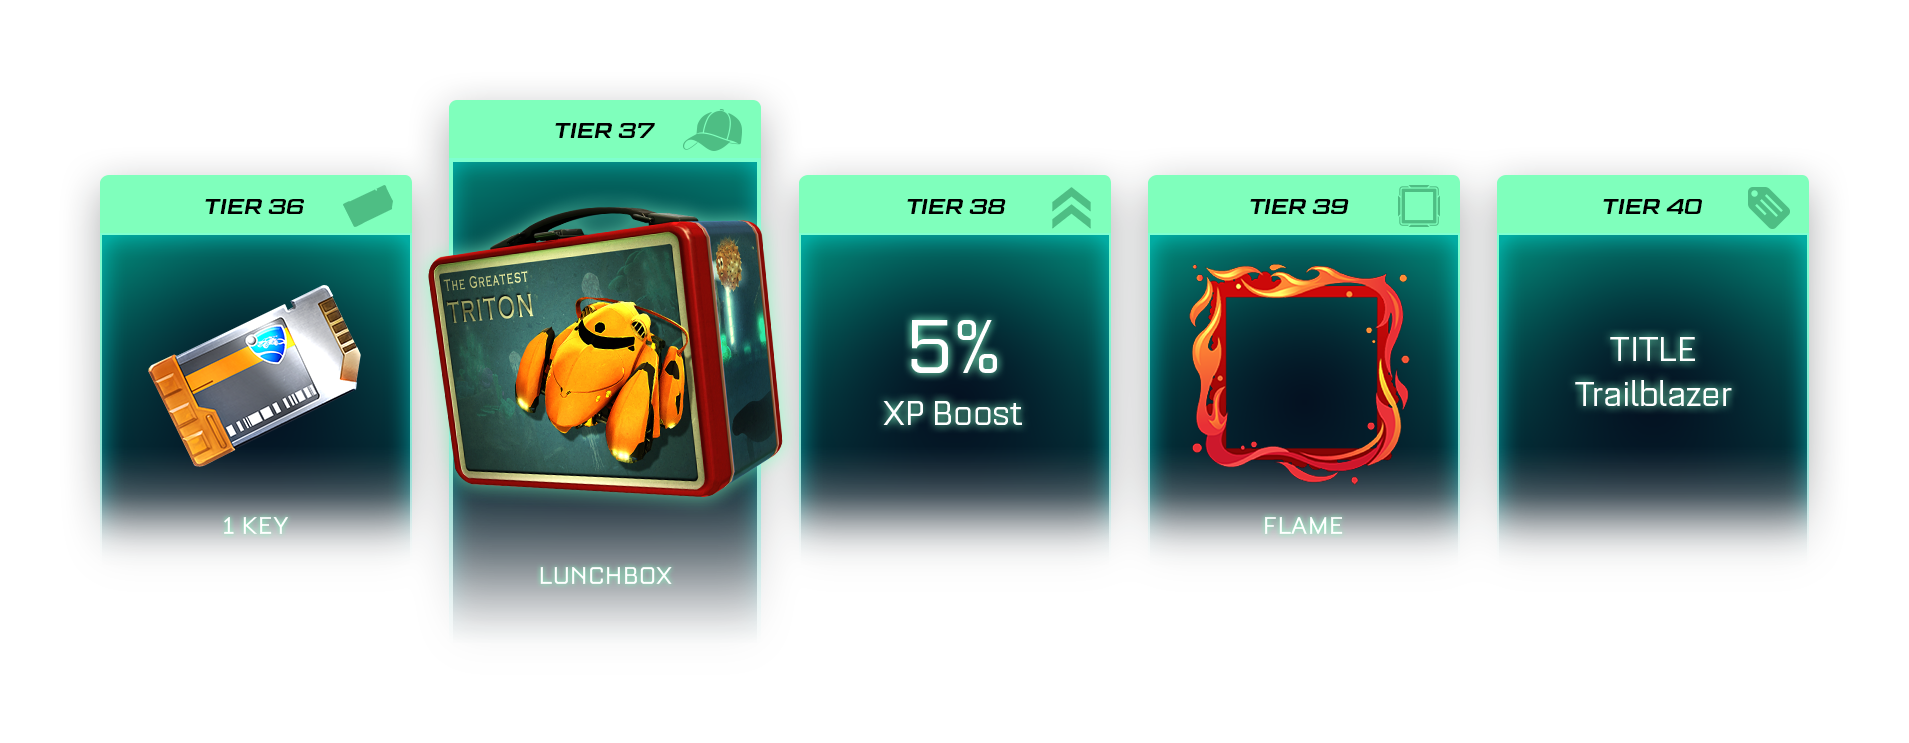 TIER 36
1 KEY
TIER 37
THE GREATEST
TRITON
LUNCHBOX
TIER 38
5%
XP Boost
TIER 39
FLAME
TIER 40
TITLE
Trailblazer